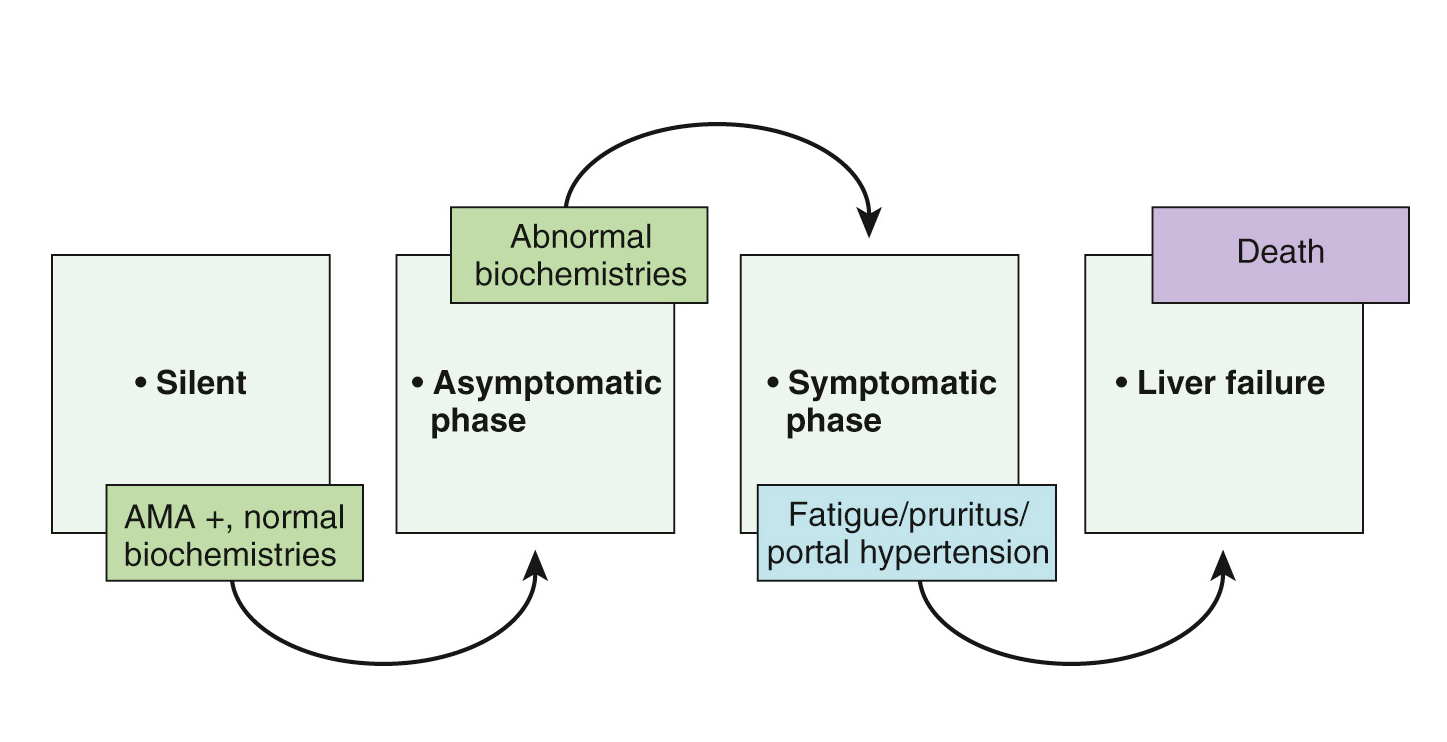 • Silent
AMA +, normal
biochemistries
Abnormal
biochemistries
• Asymptomatic
phase
• Symptomatic
phase
Fatigue/pruritus/
portal hypertension
Death
• Liver failure